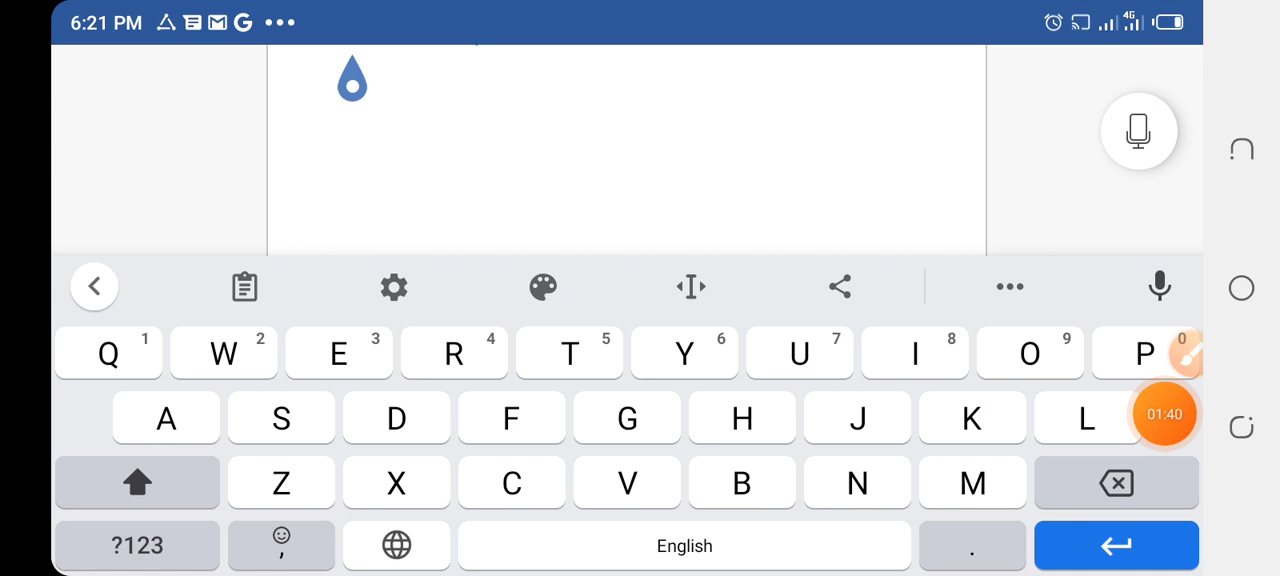 6:21 PM G 4G
Q 1 W 2 E 3 R 4 T 5 Y 6 U 7 I 8 O 9 P 0
A S D F G H J K L 01:40
Z X C V B N M
?123 , English .